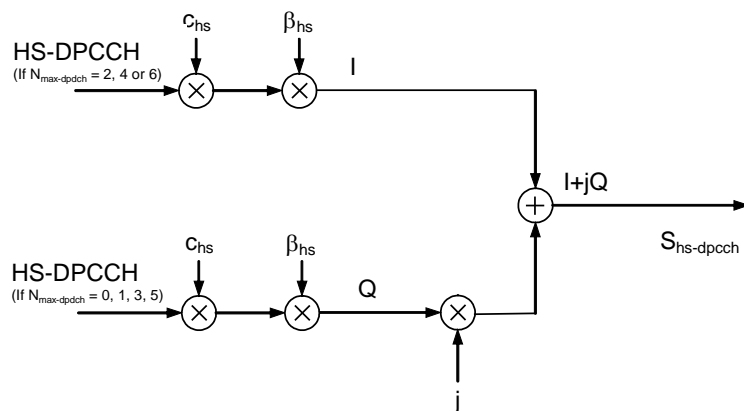 c_hs β_hs
HS-DPCCH I
(If N_max-dpdch = 2, 4 or 6)
I+jQ
S_hs-dpcch
c_hs β_hs
HS-DPCCH Q
(If N_max-dpdch = 0, 1, 3, 5)
j